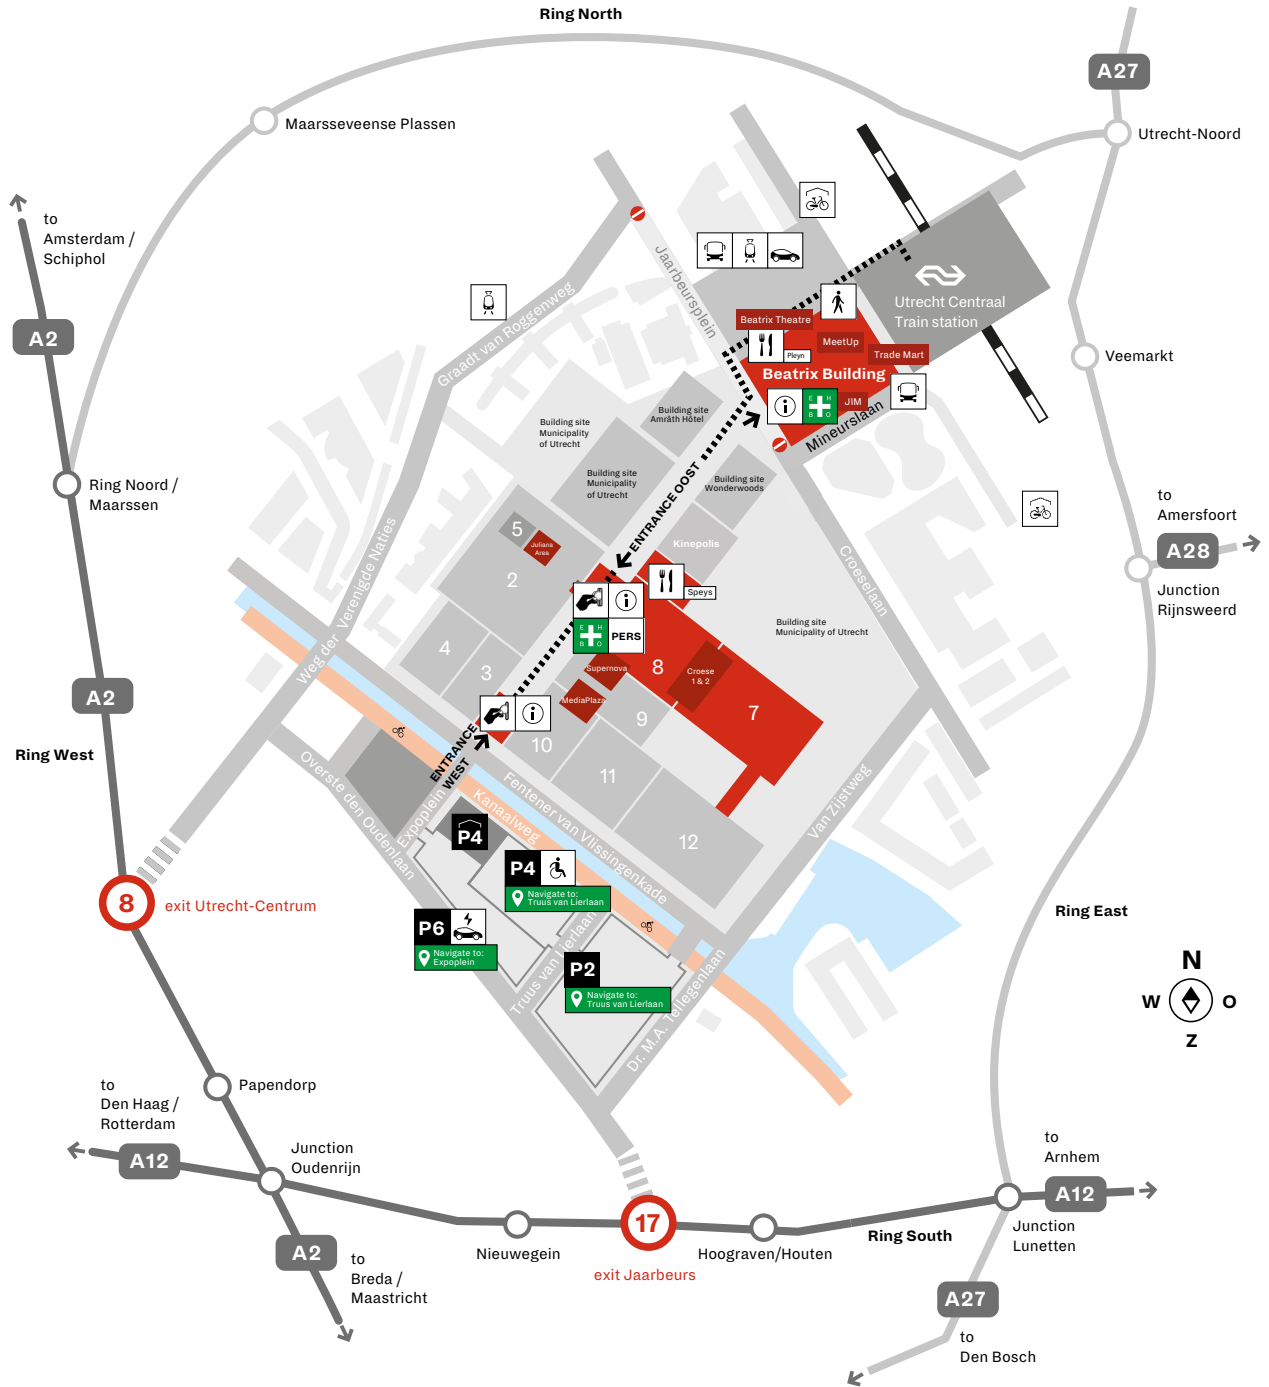 Ring North
A27
Maarsseveense Plassen
Utrecht-Noord
to
Amsterdam /
Schiphol
A2
Jaarbeursplein
Utrecht Centraal
Train station
Graadt van Roggenweg
Beatrix Theatre
MeetUp
Pleyn
Trade Mart
Beatrix Building
Veemarkt
JIM
i
E H
B O
Mineurslaan
Building site
Amrâth Hôtel
Building site
Municipality
of Utrecht
Building site
Municipality
of Utrecht
Building site
Wonderwoods
ENTRANCE OOST
Ring Noord /
Maarssen
to
Amersfoort
A28
Junction
Rijnsweerd
5
Juliana
Area
2
Kinepolis
Speys
Croeselaan
Weg der Verenigde Naties
i
E H
B O
PERS
Building site
Municipality of Utrecht
4
3
8
Supernova
Croese
1 & 2
MediaPlaza
A2
i
9
7
10
Ring West
ENTRANCE
WEST
11
12
Overste den Oudenlaan
Expoplein
Kanaalweg
Fentener van Vlissingenkade
Van Zijstweg
P4
P4
Navigate to:
Truus van Lierlaan
8
exit Utrecht-Centrum
P6
Navigate to:
Expoplein
Truus van Lierlaan
P2
Navigate to:
Truus van Lierlaan
Dr. M.A. Tellegenlaan
Ring East
N
W
O
Z
Papendorp
to
Den Haag /
Rotterdam
A12
Junction
Oudenrijn
A2
to
Breda /
Maastricht
Nieuwegein
17
exit Jaarbeurs
Hoograven/Houten
Ring South
to
Arnhem
A12
Junction
Lunetten
A27
to
Den Bosch